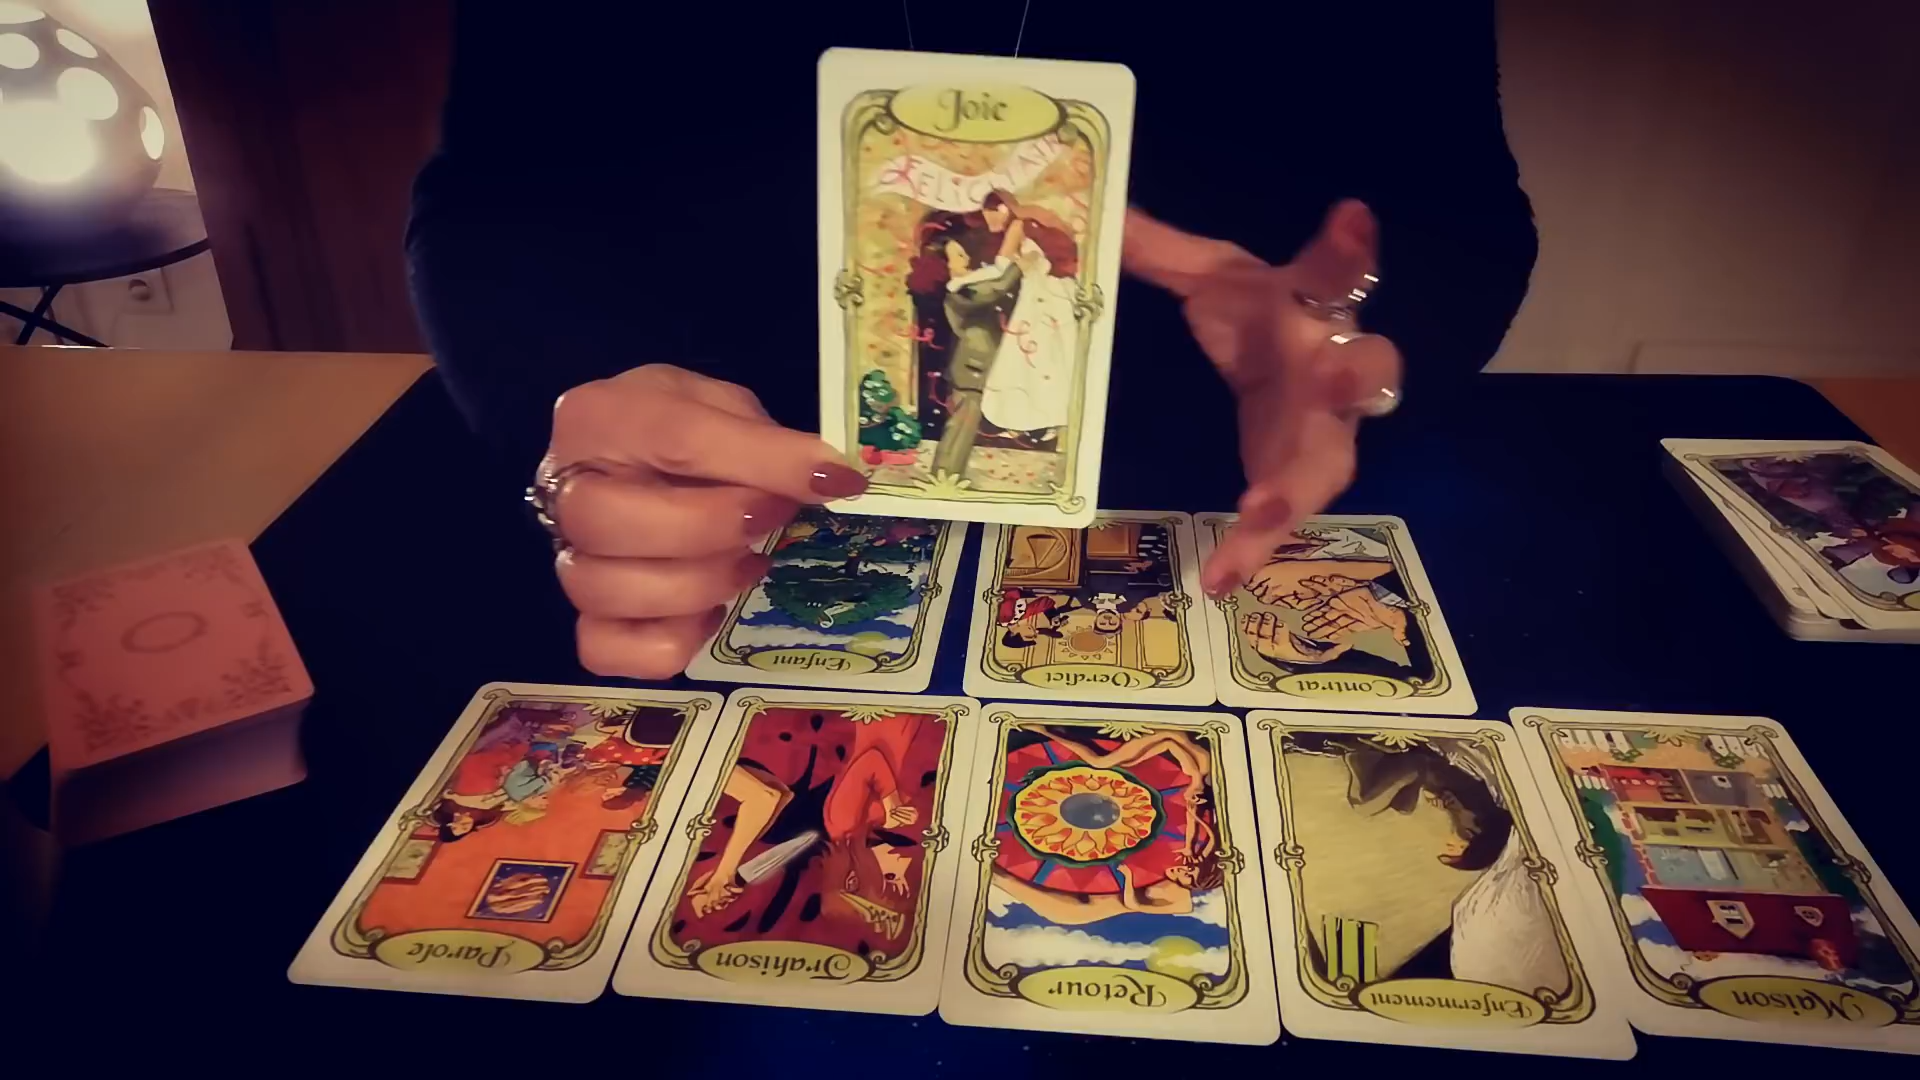 Joie
Enfant
Verdict
Contrat
Parole
Trahison
Retour
Enfermement
Maison